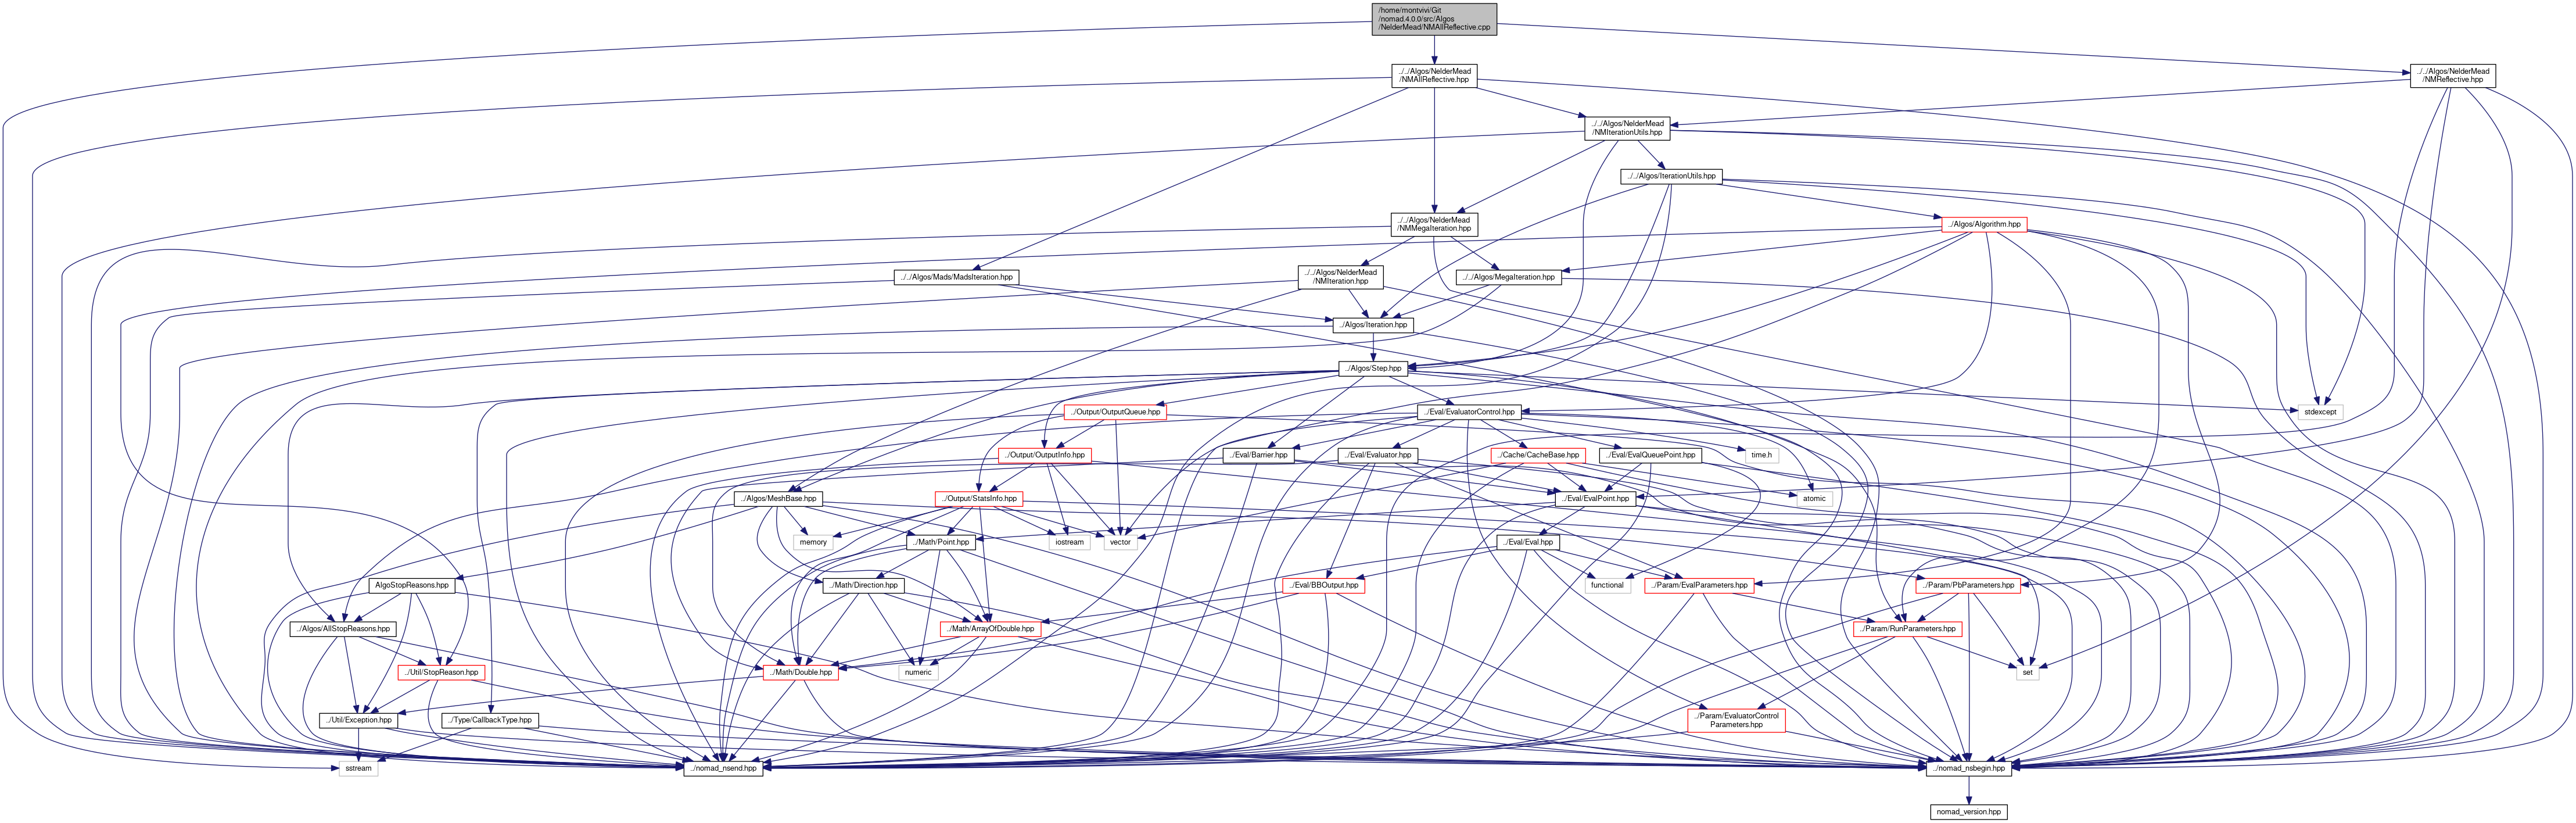 /home/montvivi/Git
/nomad.4.0.0/src/Algos
/NelderMead/NMAllReflective.cpp
../../Algos/NelderMead
/NMAllReflective.hpp
../../Algos/NelderMead
/NMReflective.hpp
../../Algos/NelderMead
/NMIterationUtils.hpp
../../Algos/IterationUtils.hpp
../../Algos/NelderMead
/NMMegaIteration.hpp
../Algos/Algorithm.hpp
../../Algos/Mads/MadsIteration.hpp
../../Algos/NelderMead
/NMIteration.hpp
../../Algos/MegaIteration.hpp
../Algos/Iteration.hpp
../Algos/Step.hpp
../Output/OutputQueue.hpp
../Eval/EvaluatorControl.hpp
stdexcept
../Output/OutputInfo.hpp
../Eval/Barrier.hpp
../Eval/Evaluator.hpp
../Cache/CacheBase.hpp
../Eval/EvalQueuePoint.hpp
time.h
../Algos/MeshBase.hpp
../Output/StatsInfo.hpp
../Eval/EvalPoint.hpp
atomic
memory
../Math/Point.hpp
iostream
vector
../Eval/Eval.hpp
AlgoStopReasons.hpp
../Math/Direction.hpp
../Eval/BBOutput.hpp
functional
../Param/EvalParameters.hpp
../Param/PbParameters.hpp
../Algos/AllStopReasons.hpp
../Math/ArrayOfDouble.hpp
../Param/RunParameters.hpp
../Util/StopReason.hpp
../Math/Double.hpp
numeric
set
../Util/Exception.hpp
../Type/CallbackType.hpp
../Param/EvaluatorControl
Parameters.hpp
sstream
../nomad_nsend.hpp
../nomad_nsbegin.hpp
nomad_version.hpp